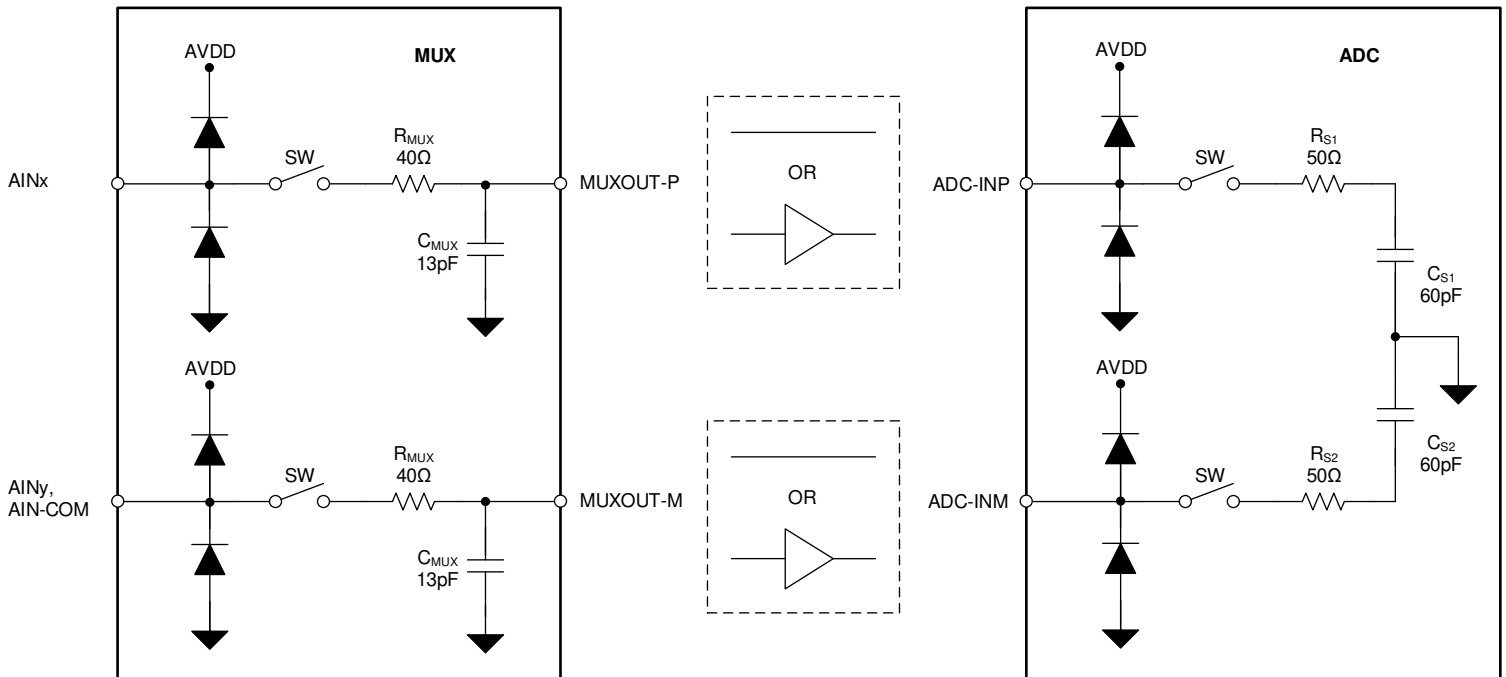 MUX
AVDD
AINx
SW
RMUX
40Ω
CMUX
13pF
MUXOUT-P
AVDD
AINy,
AIN-COM
SW
RMUX
40Ω
CMUX
13pF
MUXOUT-M
OR
OR
ADC
AVDD
ADC-INP
SW
RS1
50Ω
CS1
60pF
AVDD
ADC-INM
SW
RS2
50Ω
CS2
60pF